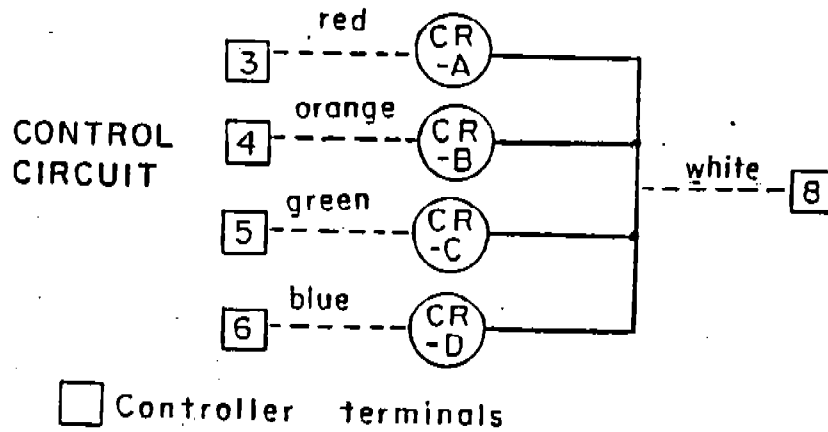 red
3
CR
-A
orange
CONTROL
CIRCUIT
4
CR
-B
white
8
green
5
CR
-C
blue
6
CR
-D
Controller terminals